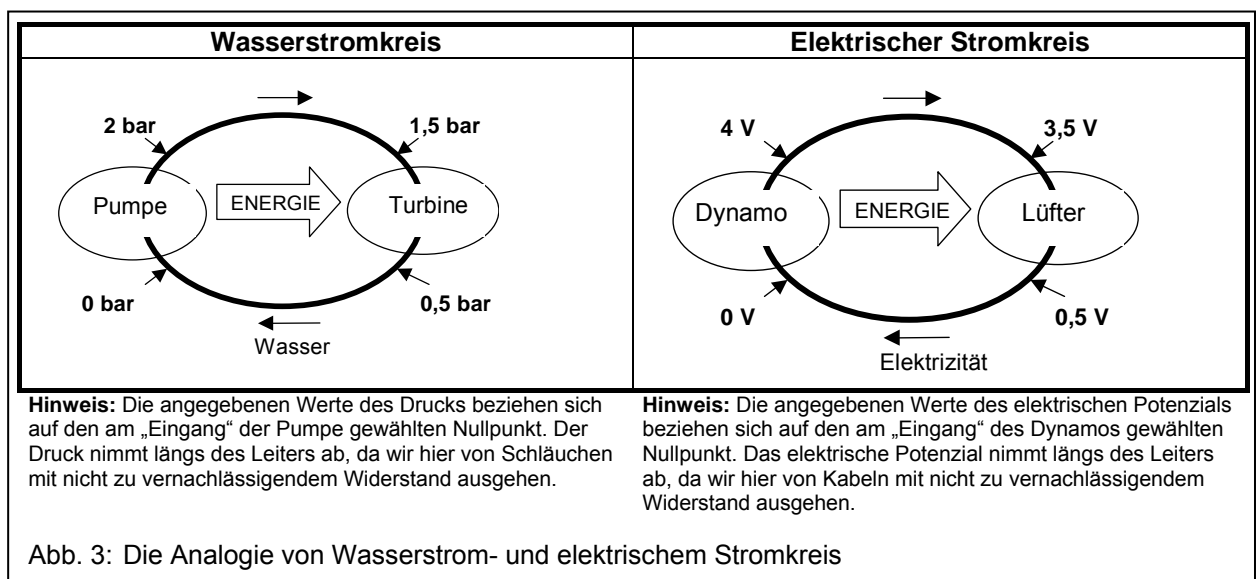 Wasserstromkreis
2 bar
1,5 bar
Pumpe
ENERGIE
Turbine
0 bar
0,5 bar
Wasser
Elektrischer Stromkreis
4 V
3,5 V
Dynamo
ENERGIE
Lüfter
0 V
0,5 V
Elektrizität
Hinweis: Die angegebenen Werte des Drucks beziehen sich
auf den am „Eingang“ der Pumpe gewählten Nullpunkt. Der
Druck nimmt längs des Leiters ab, da wir hier von Schläuchen
mit nicht zu vernachlässigendem Widerstand ausgehen.
Hinweis: Die angegebenen Werte des elektrischen Potenzials
beziehen sich auf den am „Eingang“ des Dynamos gewählten
Nullpunkt. Das elektrische Potenzial nimmt längs des Leiters
ab, da wir hier von Kabeln mit nicht zu vernachlässigendem
Widerstand ausgehen.
Abb. 3: Die Analogie von Wasserstrom- und elektrischem Stromkreis